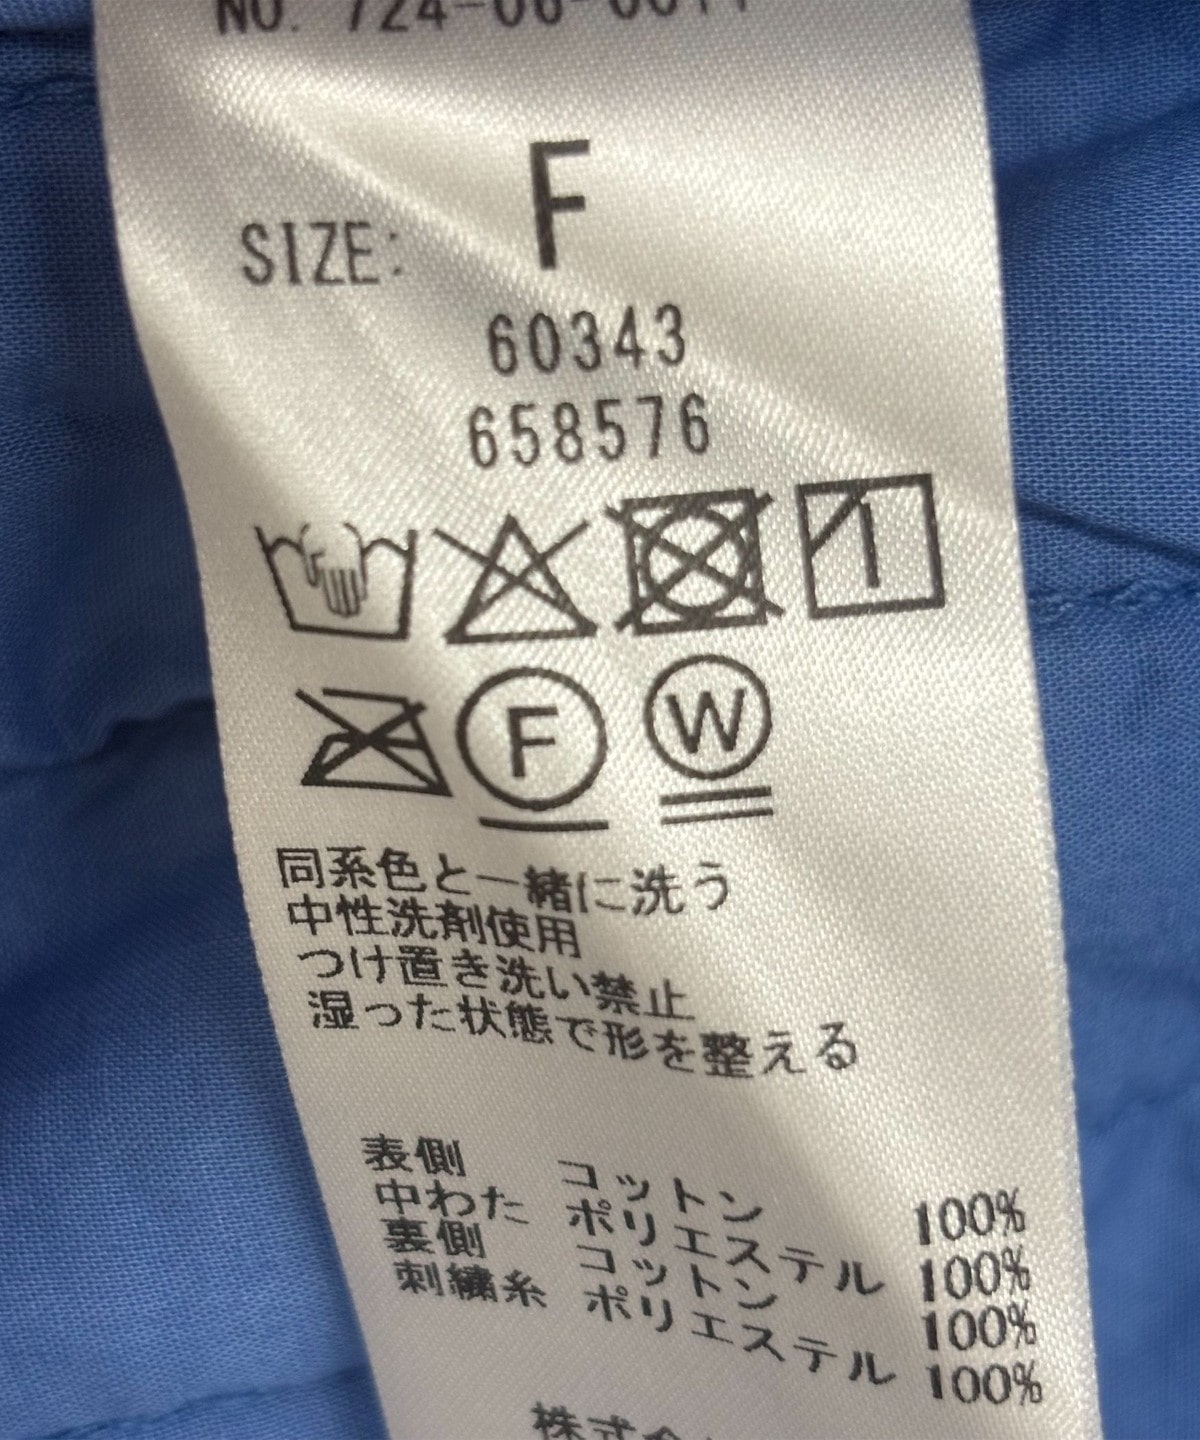 SIZE: F
60343
658576
F W
同系色と一緒に洗う
中性洗剤使用
つけ置き洗い禁止
湿った状態で形を整える
表側 コットン 100%
中わた ポリエステル 100%
裏側 コットン 100%
刺繍糸 ポリエステル 100%